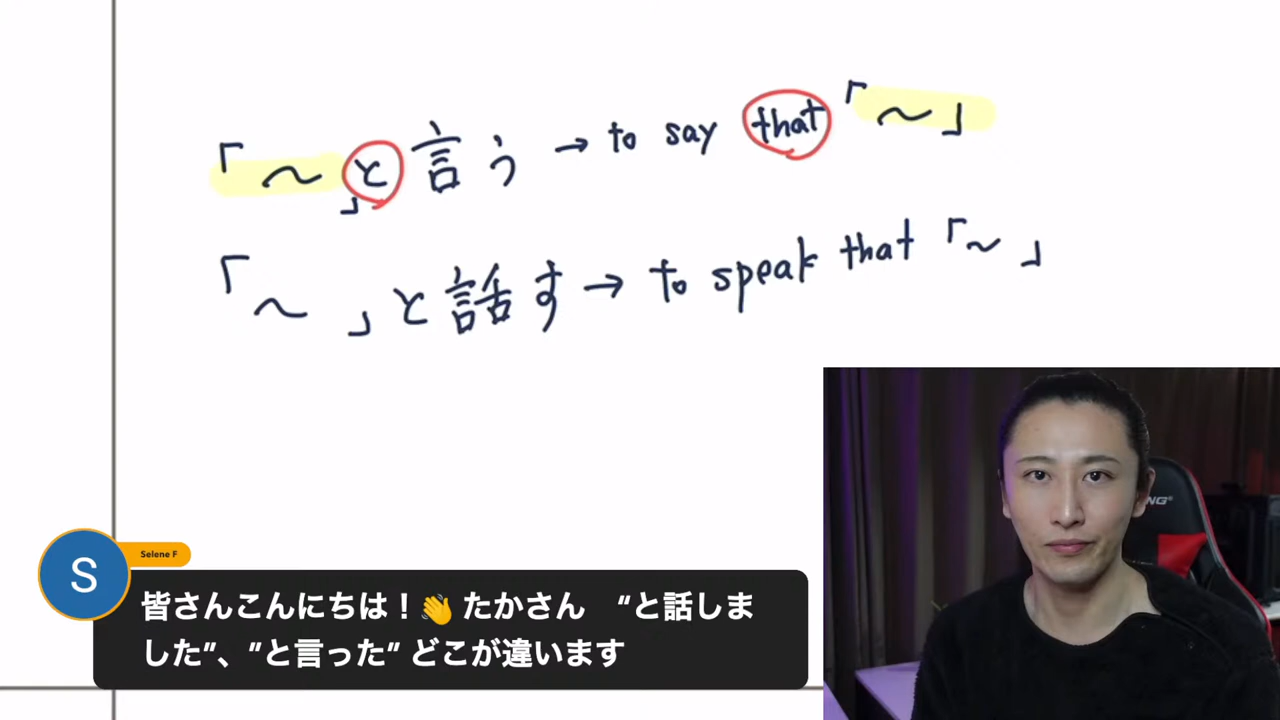 「～」と言う → to say that「～」
「～」と話す → to speak that「～」
NG®
Selene F
S
皆さんこんにちは！👋 たかさん　“と話しま
した”、”と言った” どこが違います